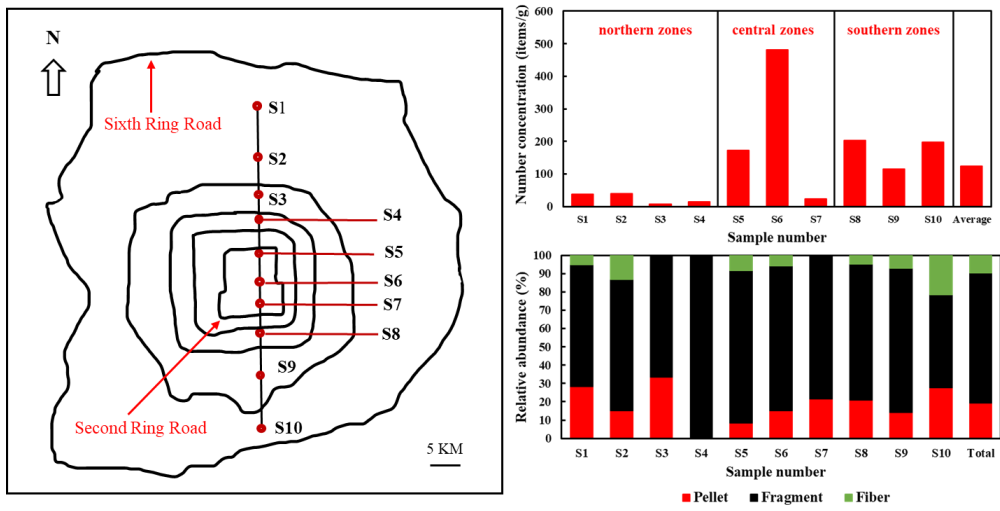 N
Sixth Ring Road
S1
S2
S3
S4
S5
S6
S7
S8
S9
S10
Second Ring Road
5 KM
Number concentration (items/g)
600
500
400
300
200
100
0
northern zones
central zones
southern zones
S1 S2 S3 S4 S5 S6 S7 S8 S9 S10 Average
Sample number
Relative abundance (%)
100
90
80
70
60
50
40
30
20
10
0
S1 S2 S3 S4 S5 S6 S7 S8 S9 S10 Total
Sample number
Pellet Fragment Fiber